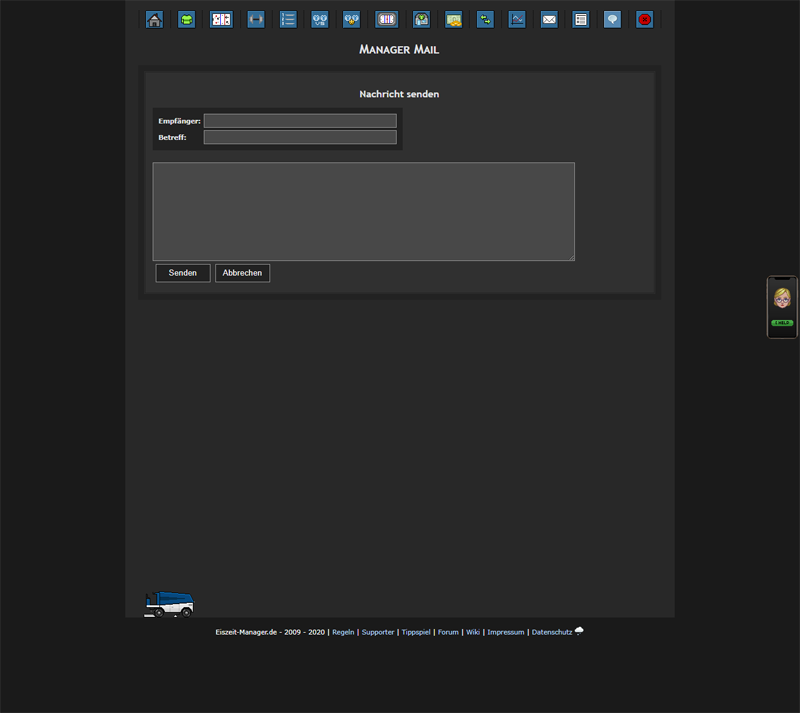 Manager Mail
Nachricht senden
Empfänger:
Betreff:
Senden Abbrechen
Eiszeit-Manager.de - 2009 - 2020 | Regeln | Supporter | Tippspiel | Forum | Wiki | Impressum | Datenschutz